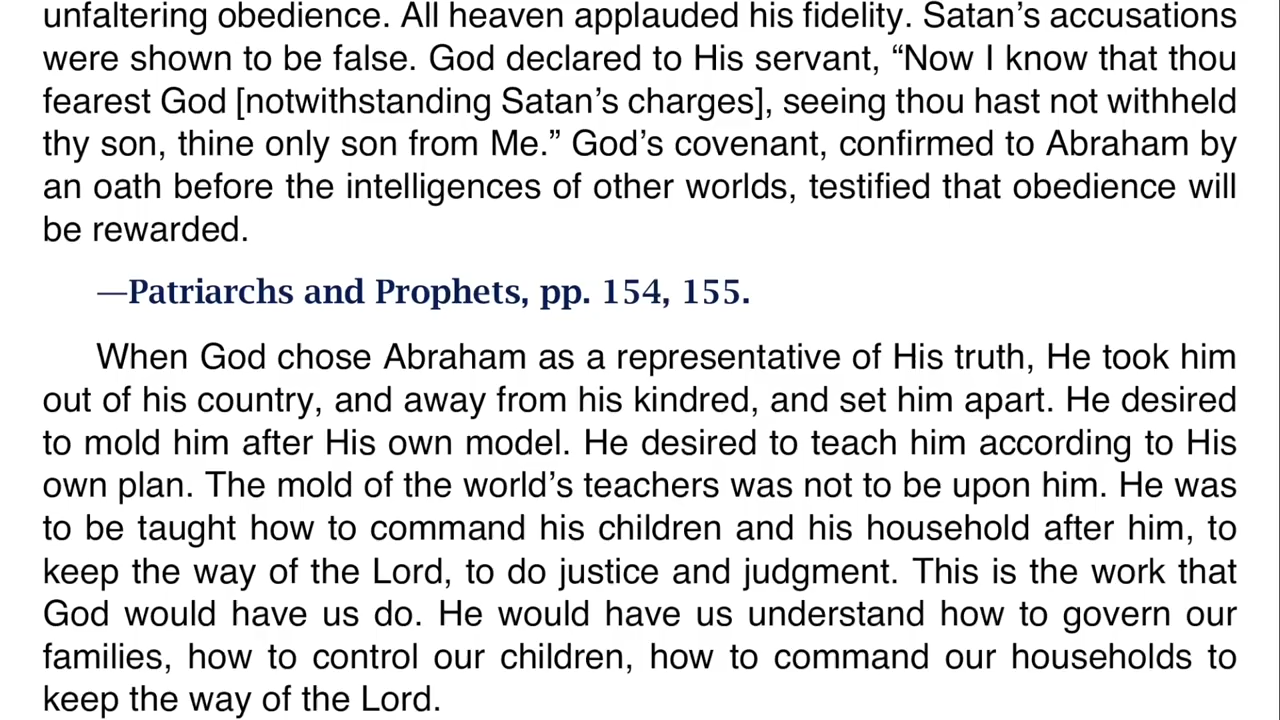 unfaltering obedience. All heaven applauded his fidelity. Satan’s accusations
were shown to be false. God declared to His servant, “Now I know that thou
fearest God [notwithstanding Satan’s charges], seeing thou hast not withheld
thy son, thine only son from Me.” God’s covenant, confirmed to Abraham by
an oath before the intelligences of other worlds, testified that obedience will
be rewarded.
—Patriarchs and Prophets, pp. 154, 155.
When God chose Abraham as a representative of His truth, He took him
out of his country, and away from his kindred, and set him apart. He desired
to mold him after His own model. He desired to teach him according to His
own plan. The mold of the world’s teachers was not to be upon him. He was
to be taught how to command his children and his household after him, to
keep the way of the Lord, to do justice and judgment. This is the work that
God would have us do. He would have us understand how to govern our
families, how to control our children, how to command our households to
keep the way of the Lord.